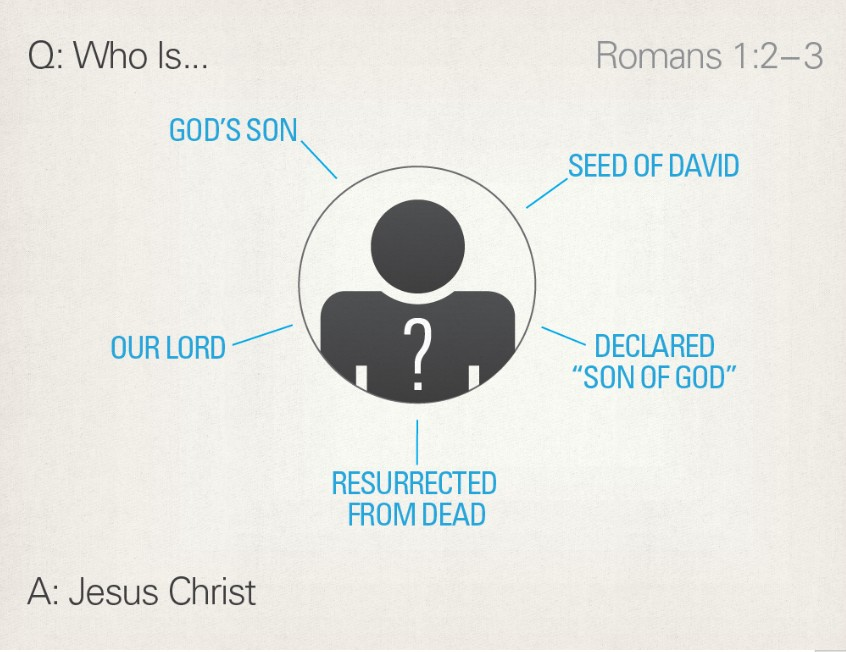 Q: Who Is...
Romans 1:2–3
GOD'S SON
SEED OF DAVID
OUR LORD
DECLARED
“SON OF GOD”
?
RESURRECTED
FROM DEAD
A: Jesus Christ